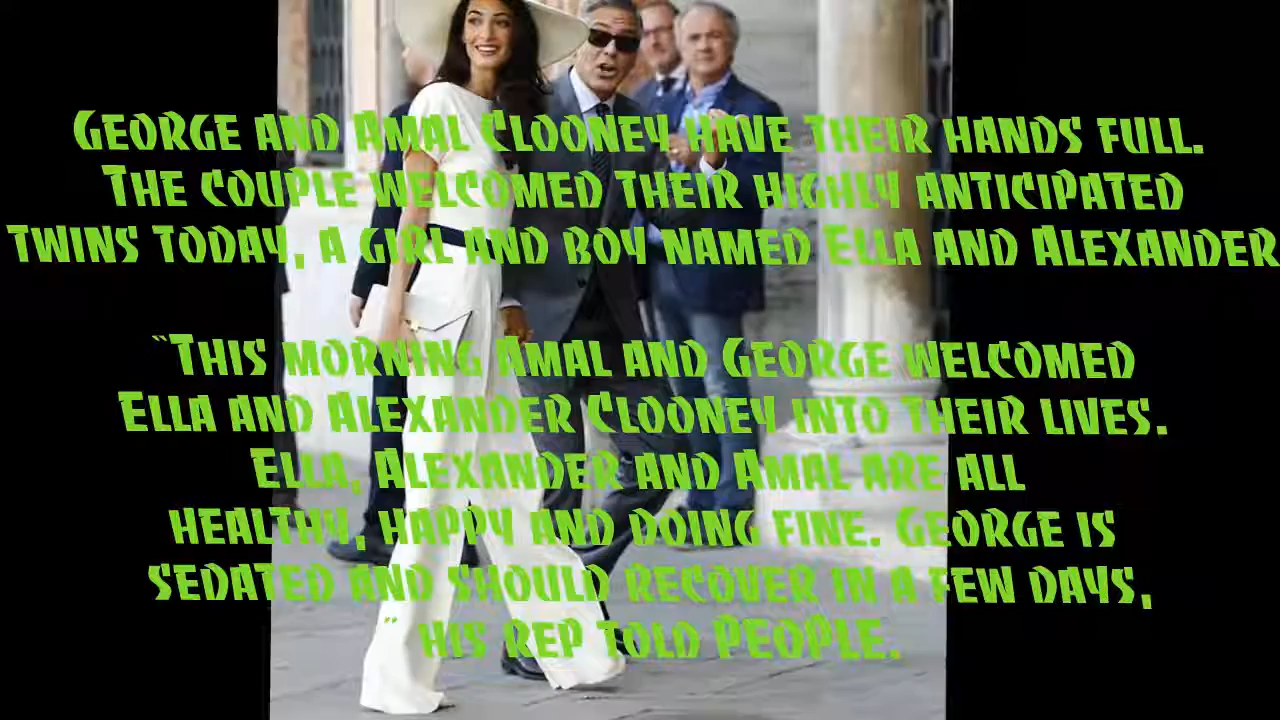 George and Amal Clooney have their hands full.
The couple welcomed their highly anticipated
twins today, a girl and boy named Ella and Alexander
“This morning Amal and George welcomed
Ella and Alexander Clooney into their lives.
Ella, Alexander and Amal are all
healthy, happy and doing fine. George is
sedated and should recover in a few days,
” his rep told PEOPLE.